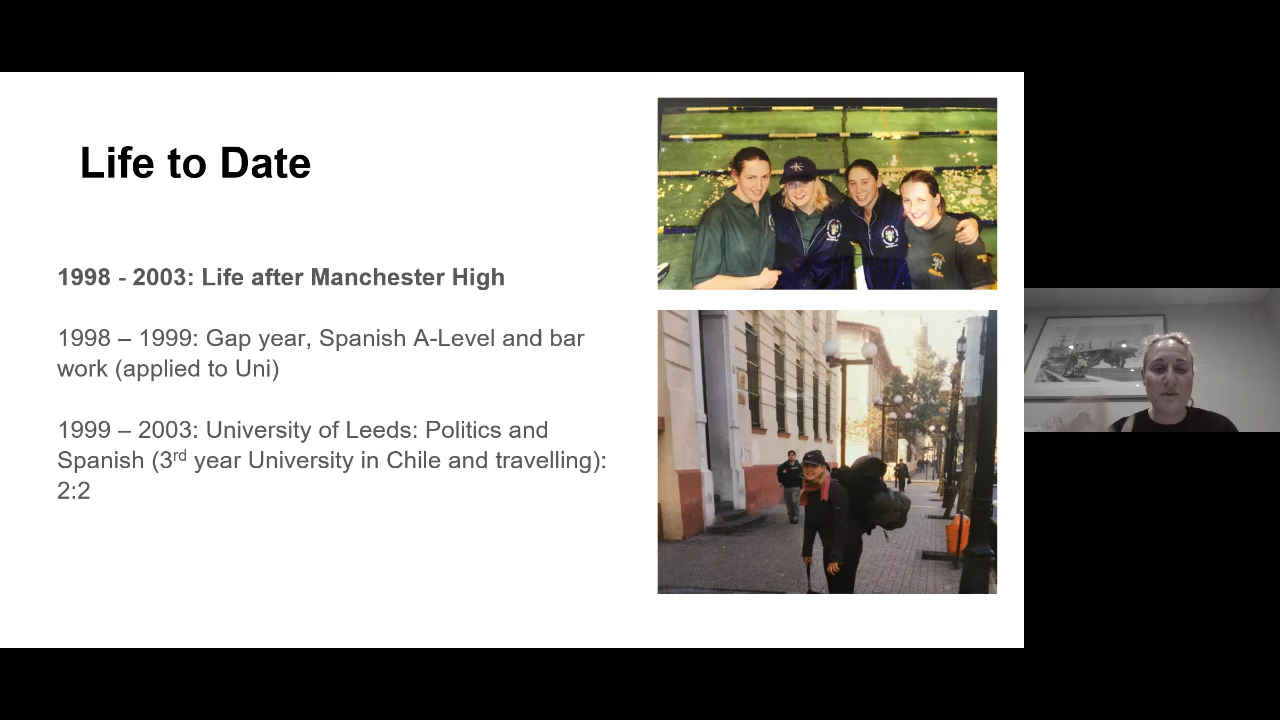 Life to Date
1998 - 2003: Life after Manchester High
1998 – 1999: Gap year, Spanish A-Level and bar
work (applied to Uni)
1999 – 2003: University of Leeds: Politics and
Spanish (3rd year University in Chile and travelling):
2:2